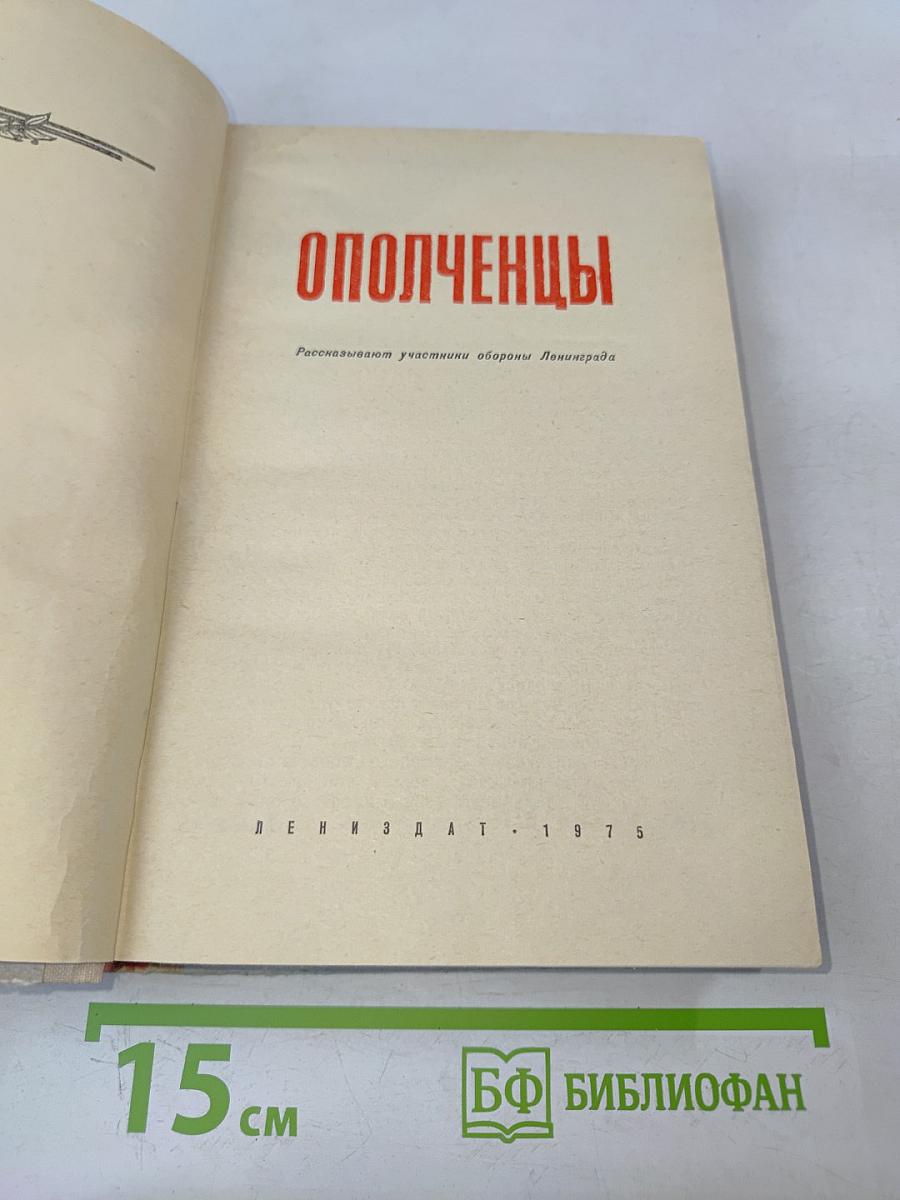 ОПОЛЧЕНЦЫ
Рассказывают участники обороны Ленинграда
ЛЕНИЗДАТ • 1975
15 см
БФ БИБЛИОФАН